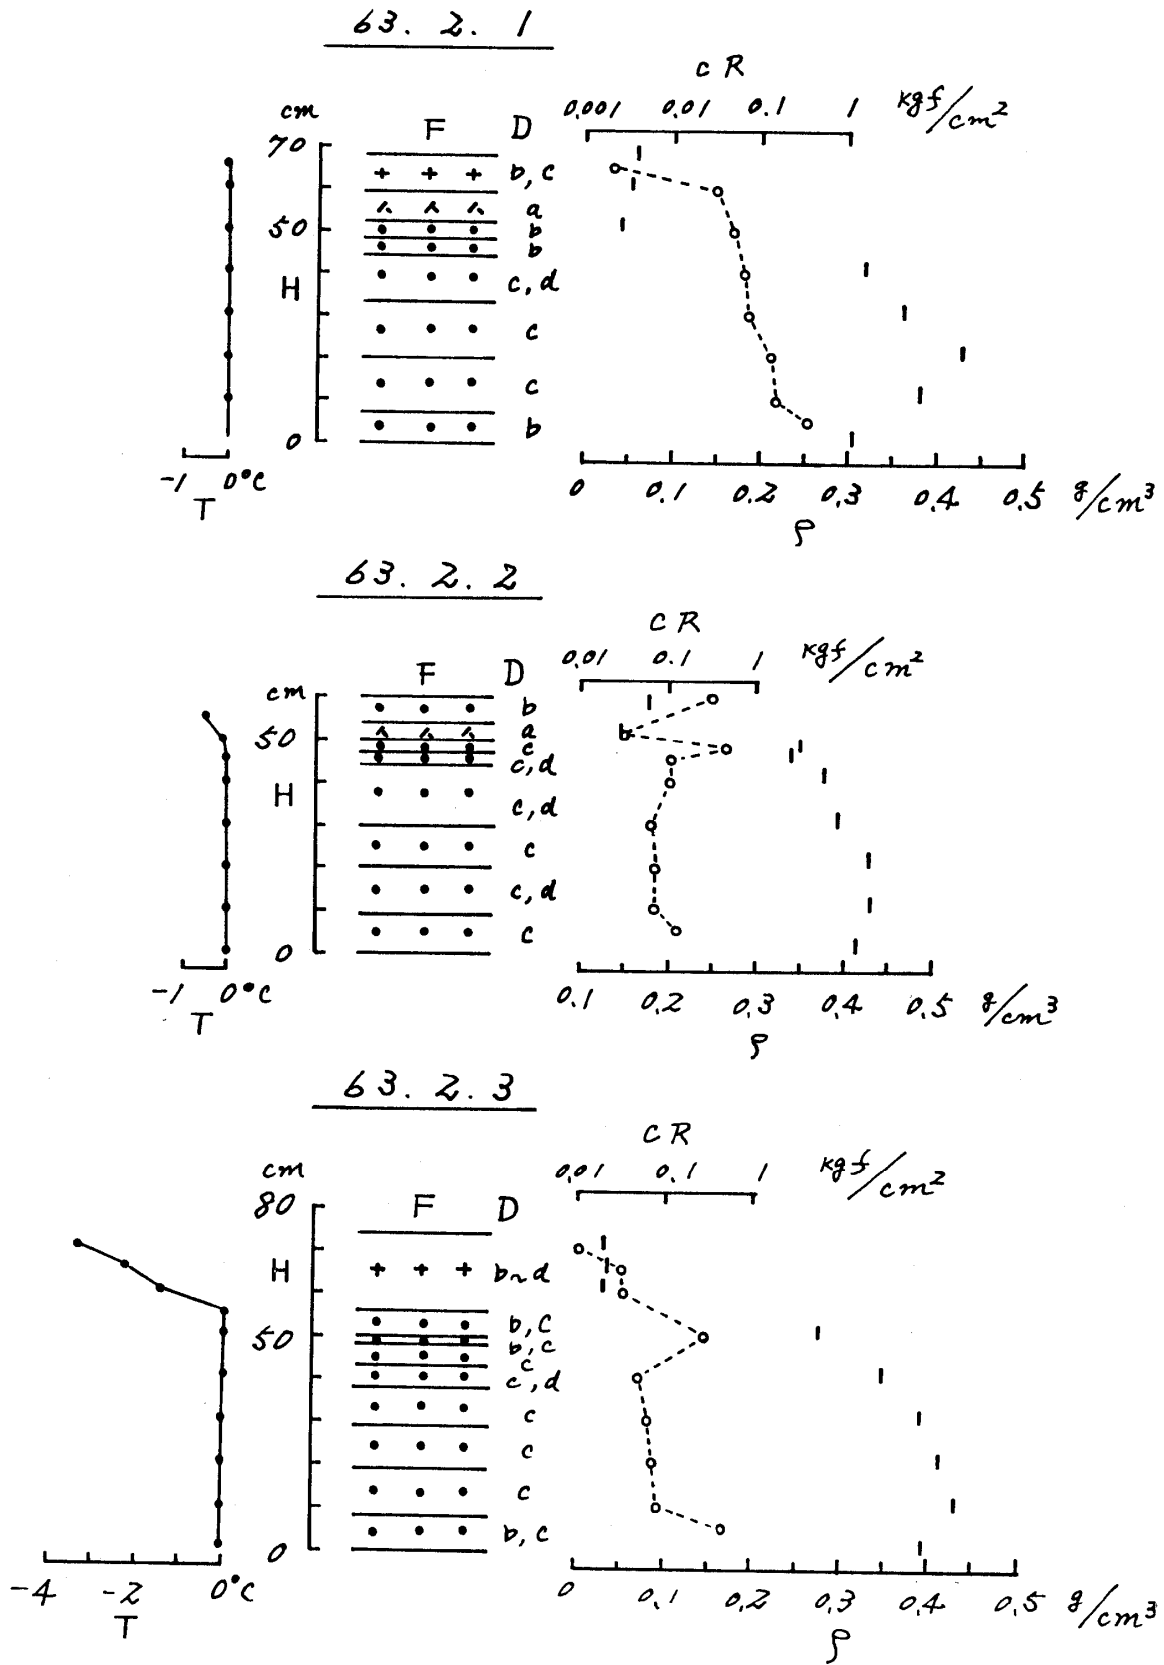 63. 2. 1
cR
0.001 0.01 0.1 1 kgf/cm²
cm F D
70
b, c
a
50 b
b
H c, d
c
c
b
0
-1 0°C
T
0 0.1 0.2 0.3 0.4 0.5 g/cm³
ρ
63. 2. 2
cR
0.01 0.1 1 kgf/cm²
cm F D
b
50 a
c
c, d
H c, d
c
c, d
c
0
-1 0°C
T
0.1 0.2 0.3 0.4 0.5 g/cm³
ρ
63. 2. 3
cR
0.01 0.1 1 kgf/cm²
cm
80 F D
H b~d
b, c
50 b, c
c
c, d
c
c
c
b, c
0
-4 -2 0°C
T
0 0.1 0.2 0.3 0.4 0.5 g/cm³
ρ